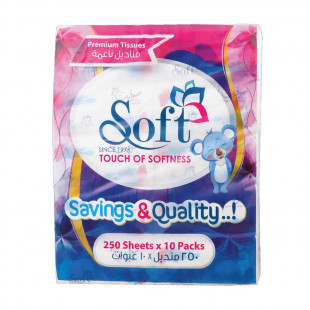 Premium Tissues
مناديل ناعمة
Soft
SINCE 1994
TOUCH OF SOFTNESS
Savings & Quality..!
250 Sheets x 10 Packs
٢٥٠ منديل x ١٠ عبوات